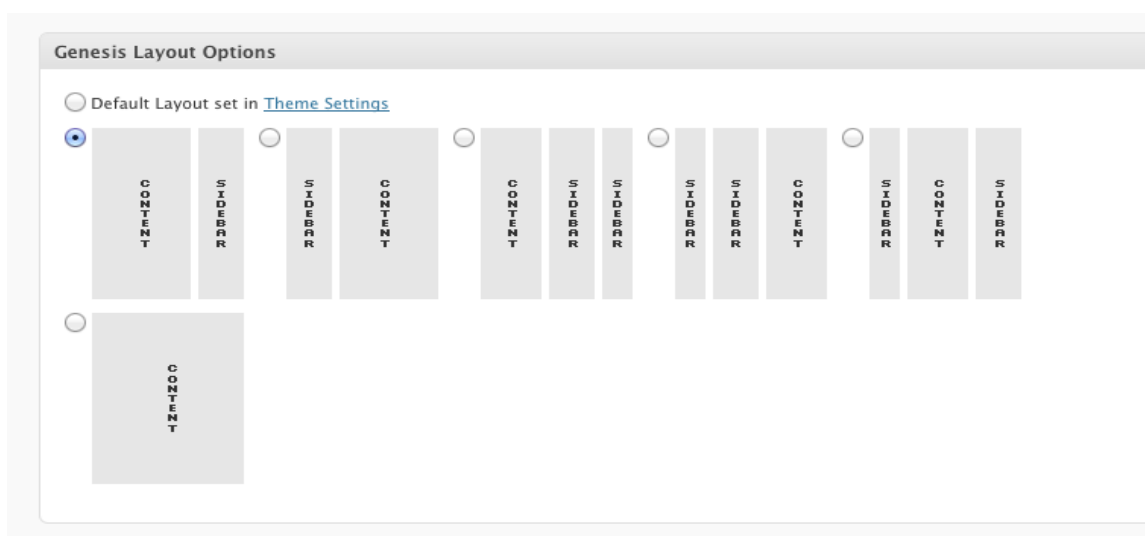 Genesis Layout Options
Default Layout set in Theme Settings
CONTENT SIDEBAR SIDEBAR CONTENT CONTENT SIDEBAR SIDEBAR SIDEBAR SIDEBAR CONTENT SIDEBAR CONTENT SIDEBAR
CONTENT